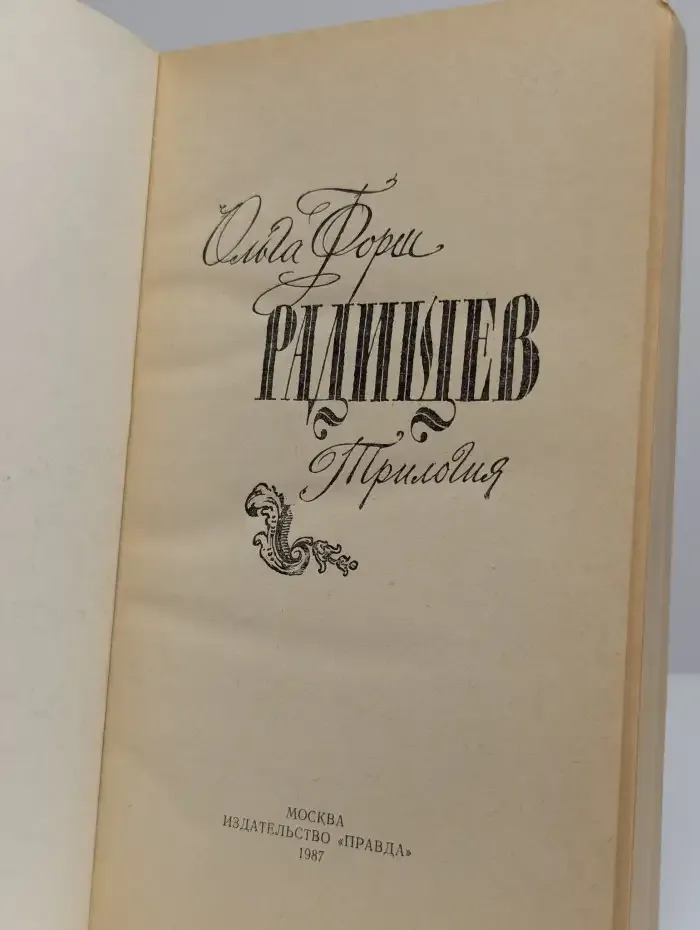 Ольга Форш
РАДИЩЕВ
Трилогия
МОСКВА
ИЗДАТЕЛЬСТВО «ПРАВДА»
1987